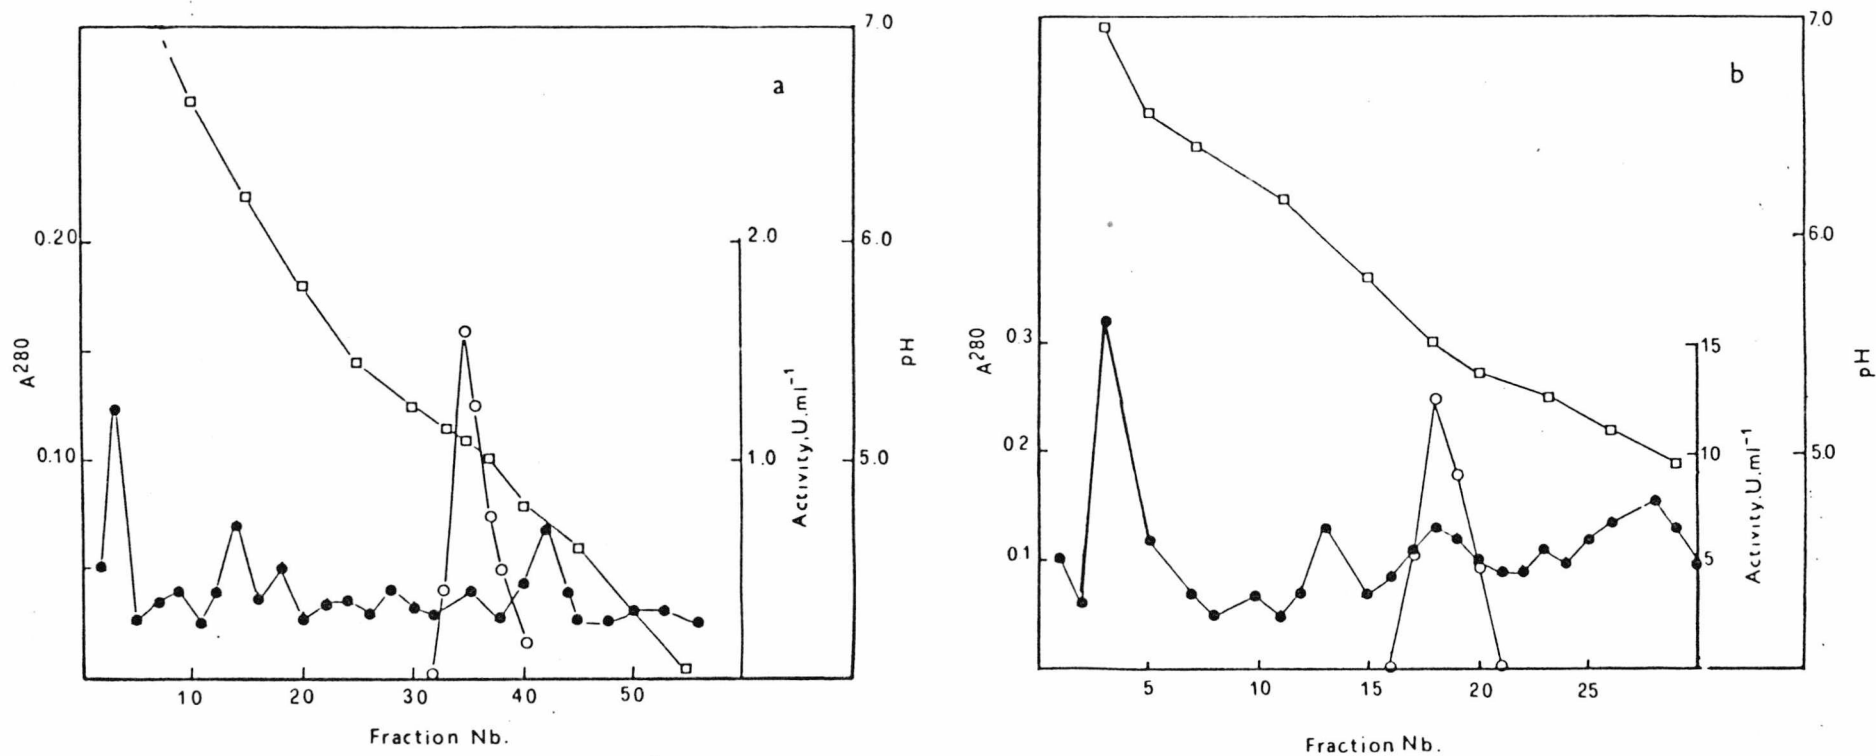 a
7.0
6.0
5.0
pH
2.0
1.0
Activity,U.ml⁻¹
0.20
0.10
A²⁸⁰
10
20
30
40
50
Fraction Nb.
b
7.0
6.0
5.0
pH
15
10
5
Activity.U.ml⁻¹
0.3
0.2
0.1
A²⁸⁰
5
10
15
20
25
Fraction Nb.